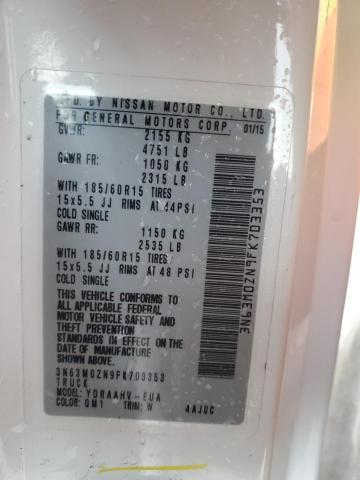 MFD. BY NISSAN MOTOR CO., LTD.
FOR GENERAL MOTORS CORP. 01/15
GVWR: 2155 KG
4751 LB
GAWR FR: 1050 KG
2315 LB
WITH 185/60R15 TIRES
15x5.5 JJ RIMS AT 44PSI
COLD SINGLE
GAWR RR: 1150 KG
2535 LB
WITH 185/60R15 TIRES
15x5.5 JJ RIMS AT 48 PSI
COLD SINGLE
THIS VEHICLE CONFORMS TO
ALL APPLICABLE FEDERAL
MOTOR VEHICLE SAFETY AND
THEFT PREVENTION
STANDARDS IN EFFECT ON
THE DATE OF MANUFACTURE
SHOWN ABOVE.
3N63M0ZN9FK703353
TRUCK
MODEL: YDRAAHV-EUA
COLOR: QM1 TRIM: W 4AJ0C
3N63M0ZN9FK703353